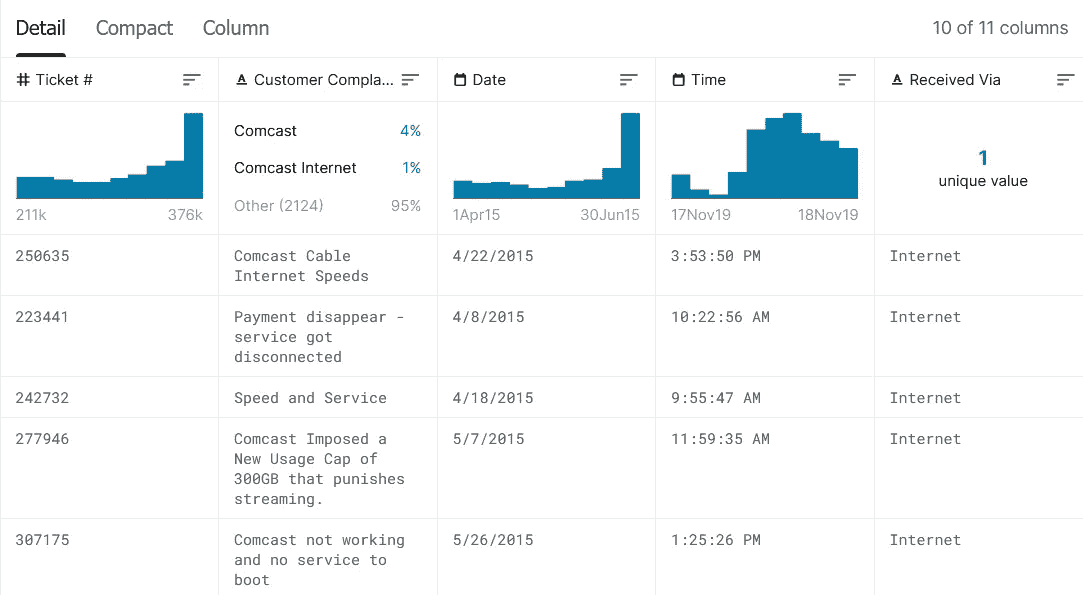 Detail Compact Column 10 of 11 columns
# Ticket # A Customer Compla... Date Time A Received Via
Comcast 4%
Comcast Internet 1%
Other (2124) 95%
1
unique value
211k 376k 1Apr15 30Jun15 17Nov19 18Nov19
250635 Comcast Cable 4/22/2015 3:53:50 PM Internet
Internet Speeds
223441 Payment disappear - 4/8/2015 10:22:56 AM Internet
service got
disconnected
242732 Speed and Service 4/18/2015 9:55:47 AM Internet
277946 Comcast Imposed a 5/7/2015 11:59:35 AM Internet
New Usage Cap of
300GB that punishes
streaming.
307175 Comcast not working 5/26/2015 1:25:26 PM Internet
and no service to
boot